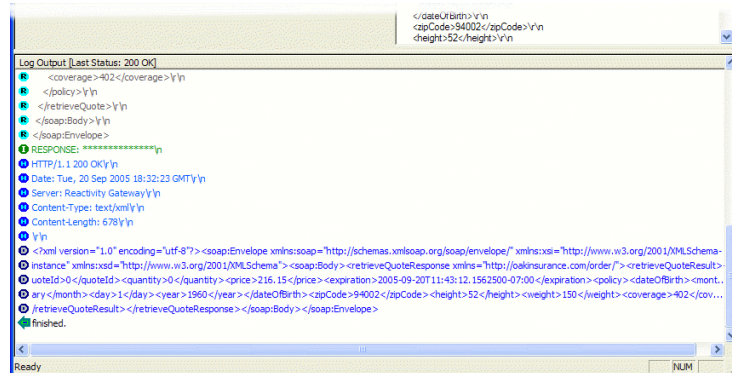 </dateOfBirth>\r\n
<zipCode>94002</zipCode>\r\n
<height>52</height>\r\n
Log Output [Last Status: 200 OK]
R <coverage>402</coverage>\r\n
R </policy>\r\n
R </retrieveQuote>\r\n
R </soap:Body>\r\n
R </soap:Envelope>
I RESPONSE: **************\n
H HTTP/1.1 200 OK\r\n
H Date: Tue, 20 Sep 2005 18:32:23 GMT\r\n
H Server: Reactivity Gateway\r\n
H Content-Type: text/xml\r\n
H Content-Length: 678\r\n
H \r\n
D <?xml version="1.0" encoding="utf-8"?><soap:Envelope xmlns:soap="http://schemas.xmlsoap.org/soap/envelope/" xmlns:xsi="http://www.w3.org/2001/XMLSchema-
D instance" xmlns:xsd="http://www.w3.org/2001/XMLSchema"><soap:Body><retrieveQuoteResponse xmlns="http://oakinsurance.com/order/"><retrieveQuoteResult>
D uoteId>0</quoteId><quantity>0</quantity><price>216.15</price><expiration>2005-09-20T11:43:12.1562500-07:00</expiration><policy><dateOfBirth><mont...
D ary</month><day>1</day><year>1960</year></dateOfBirth><zipCode>94002</zipCode><height>52</height><weight>150</weight><coverage>402</cov...
D /retrieveQuoteResult></retrieveQuoteResponse></soap:Body></soap:Envelope>
finished.
Ready NUM